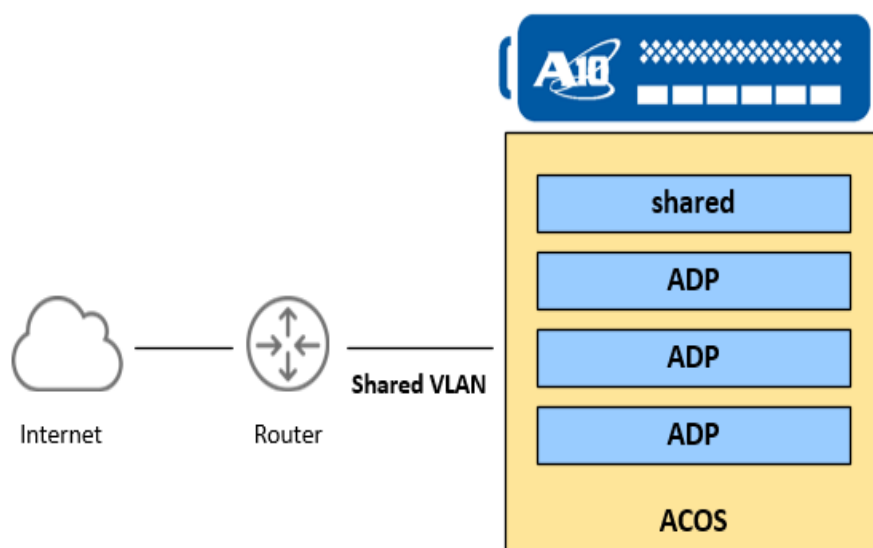 A10
shared
ADP
ADP
ADP
Shared VLAN
Internet
Router
ACOS